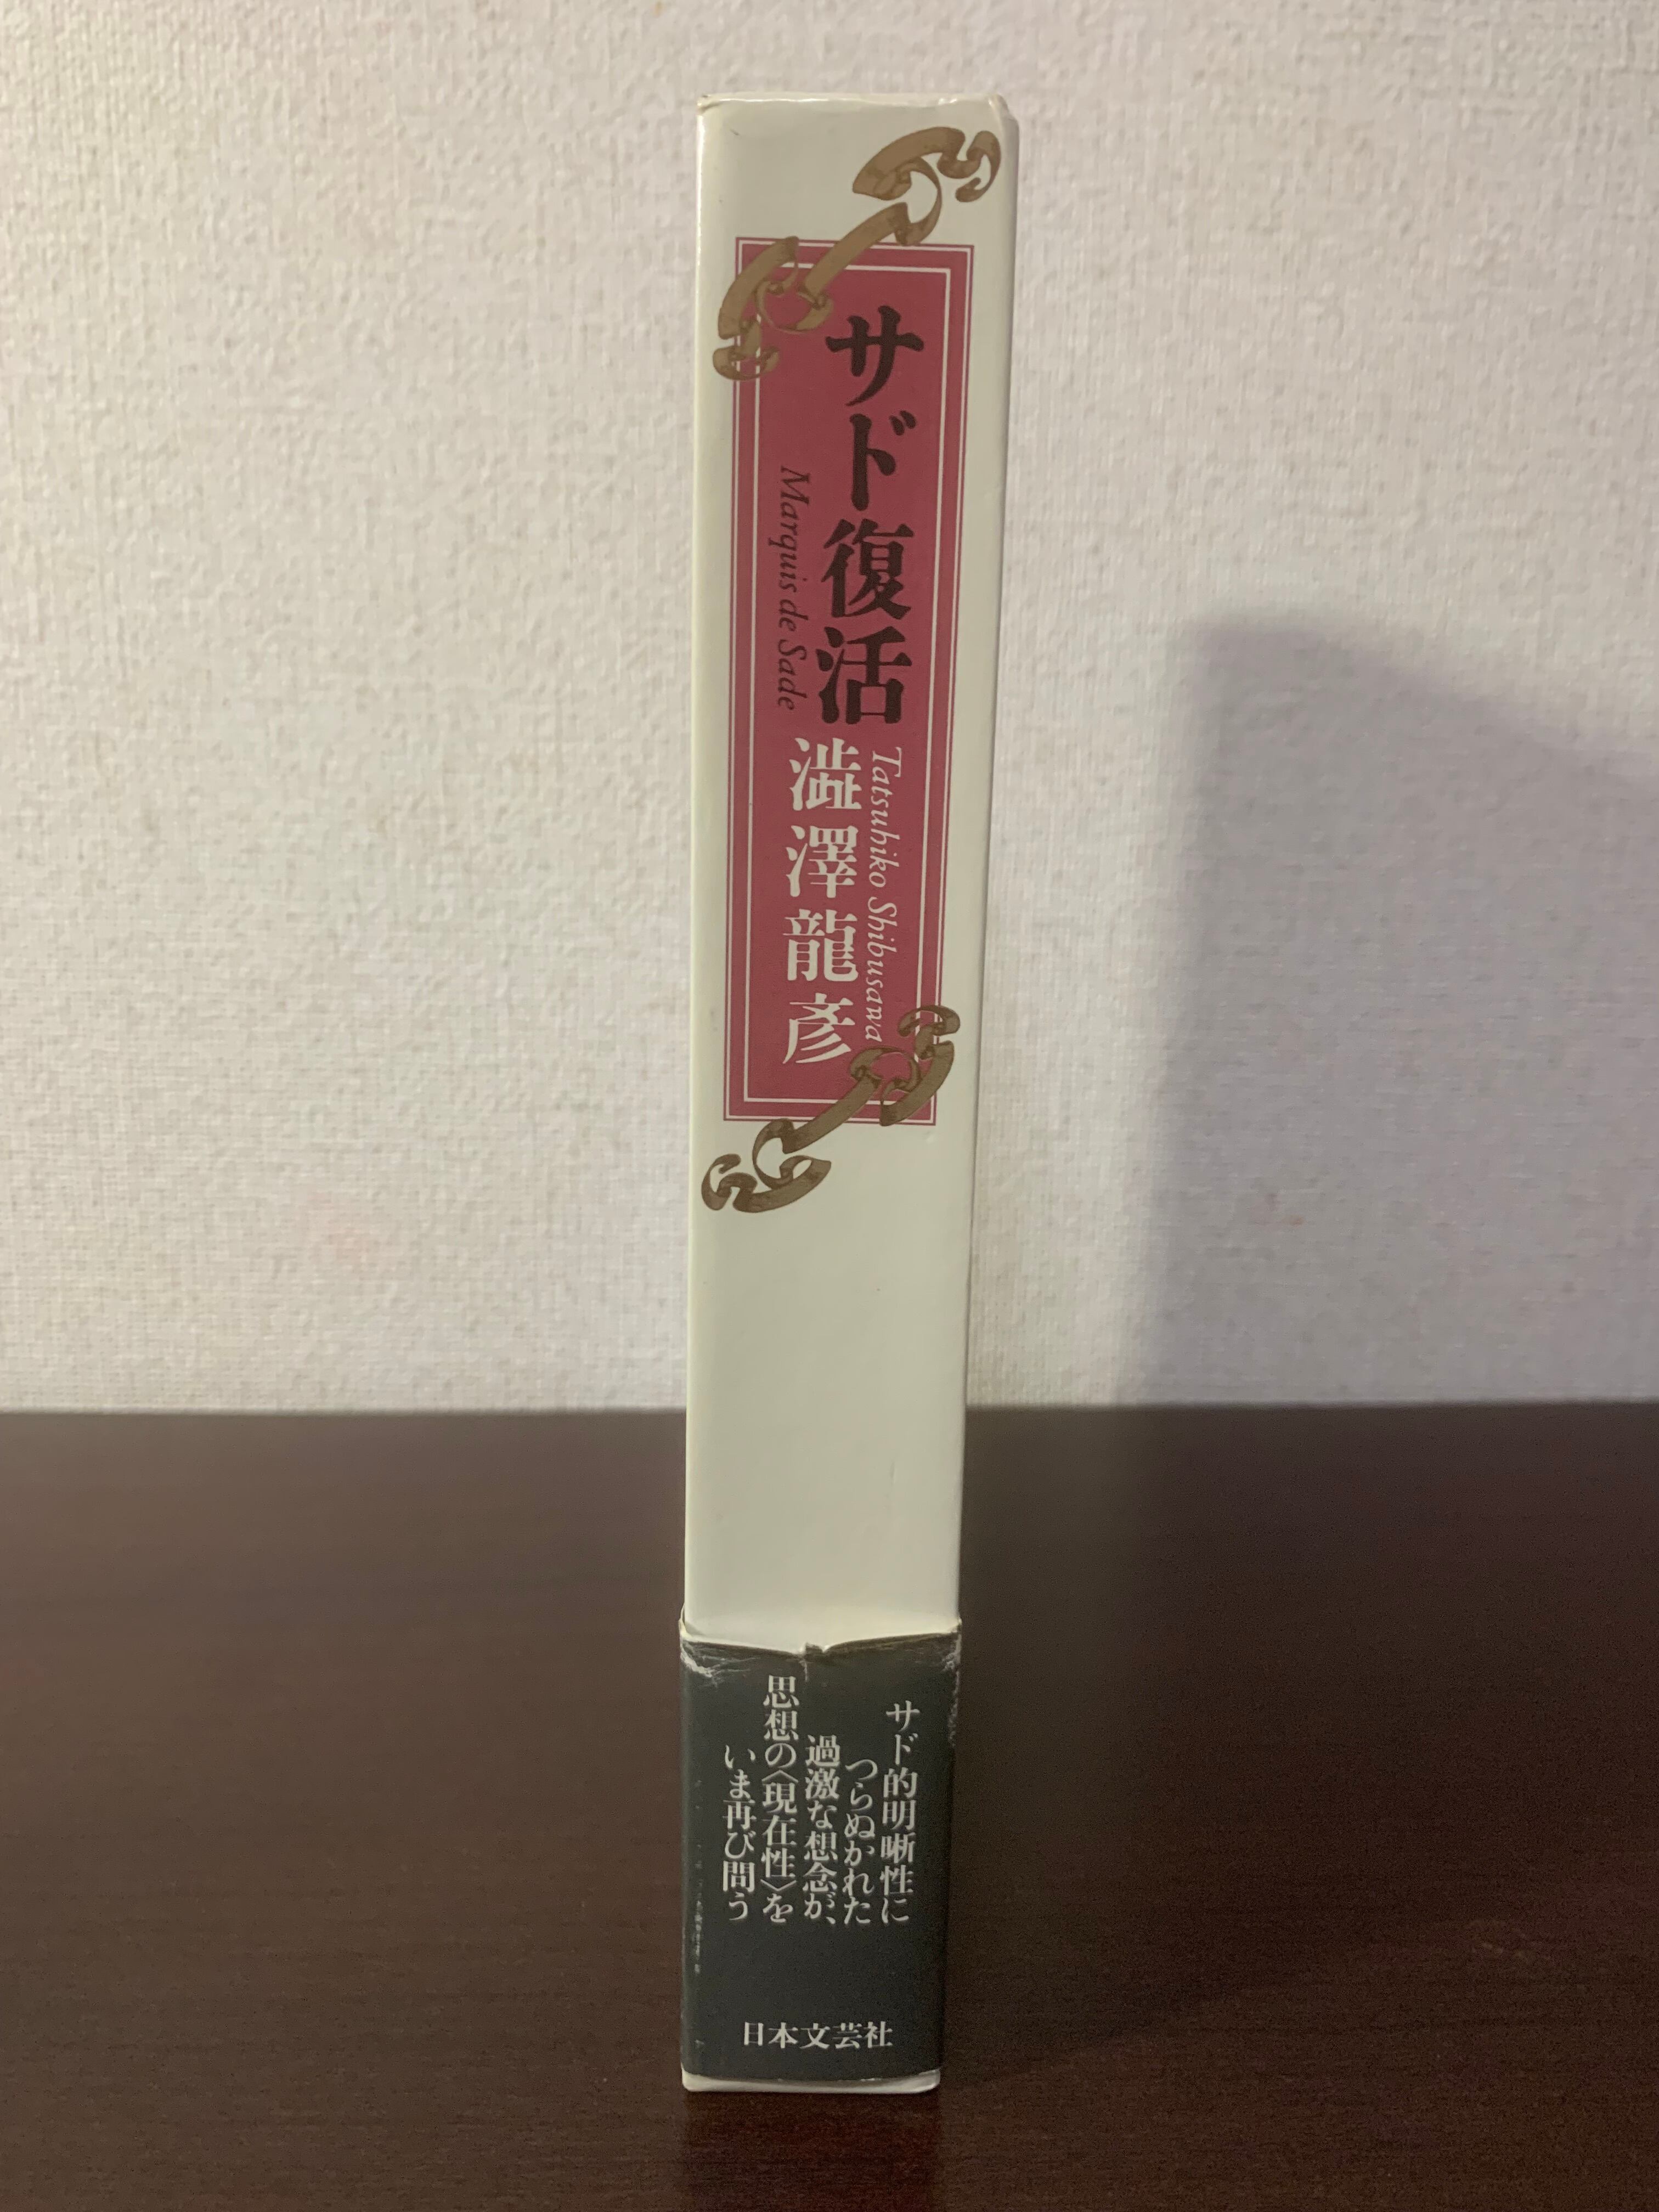 サド復活
Marquis de Sade
Tatsuhiko Shibusawa
澁澤龍彥
サド的明晰性に
つらぬかれた
過激な想念が、
思想の〈現在性〉を
いま再び問う
日本文芸社